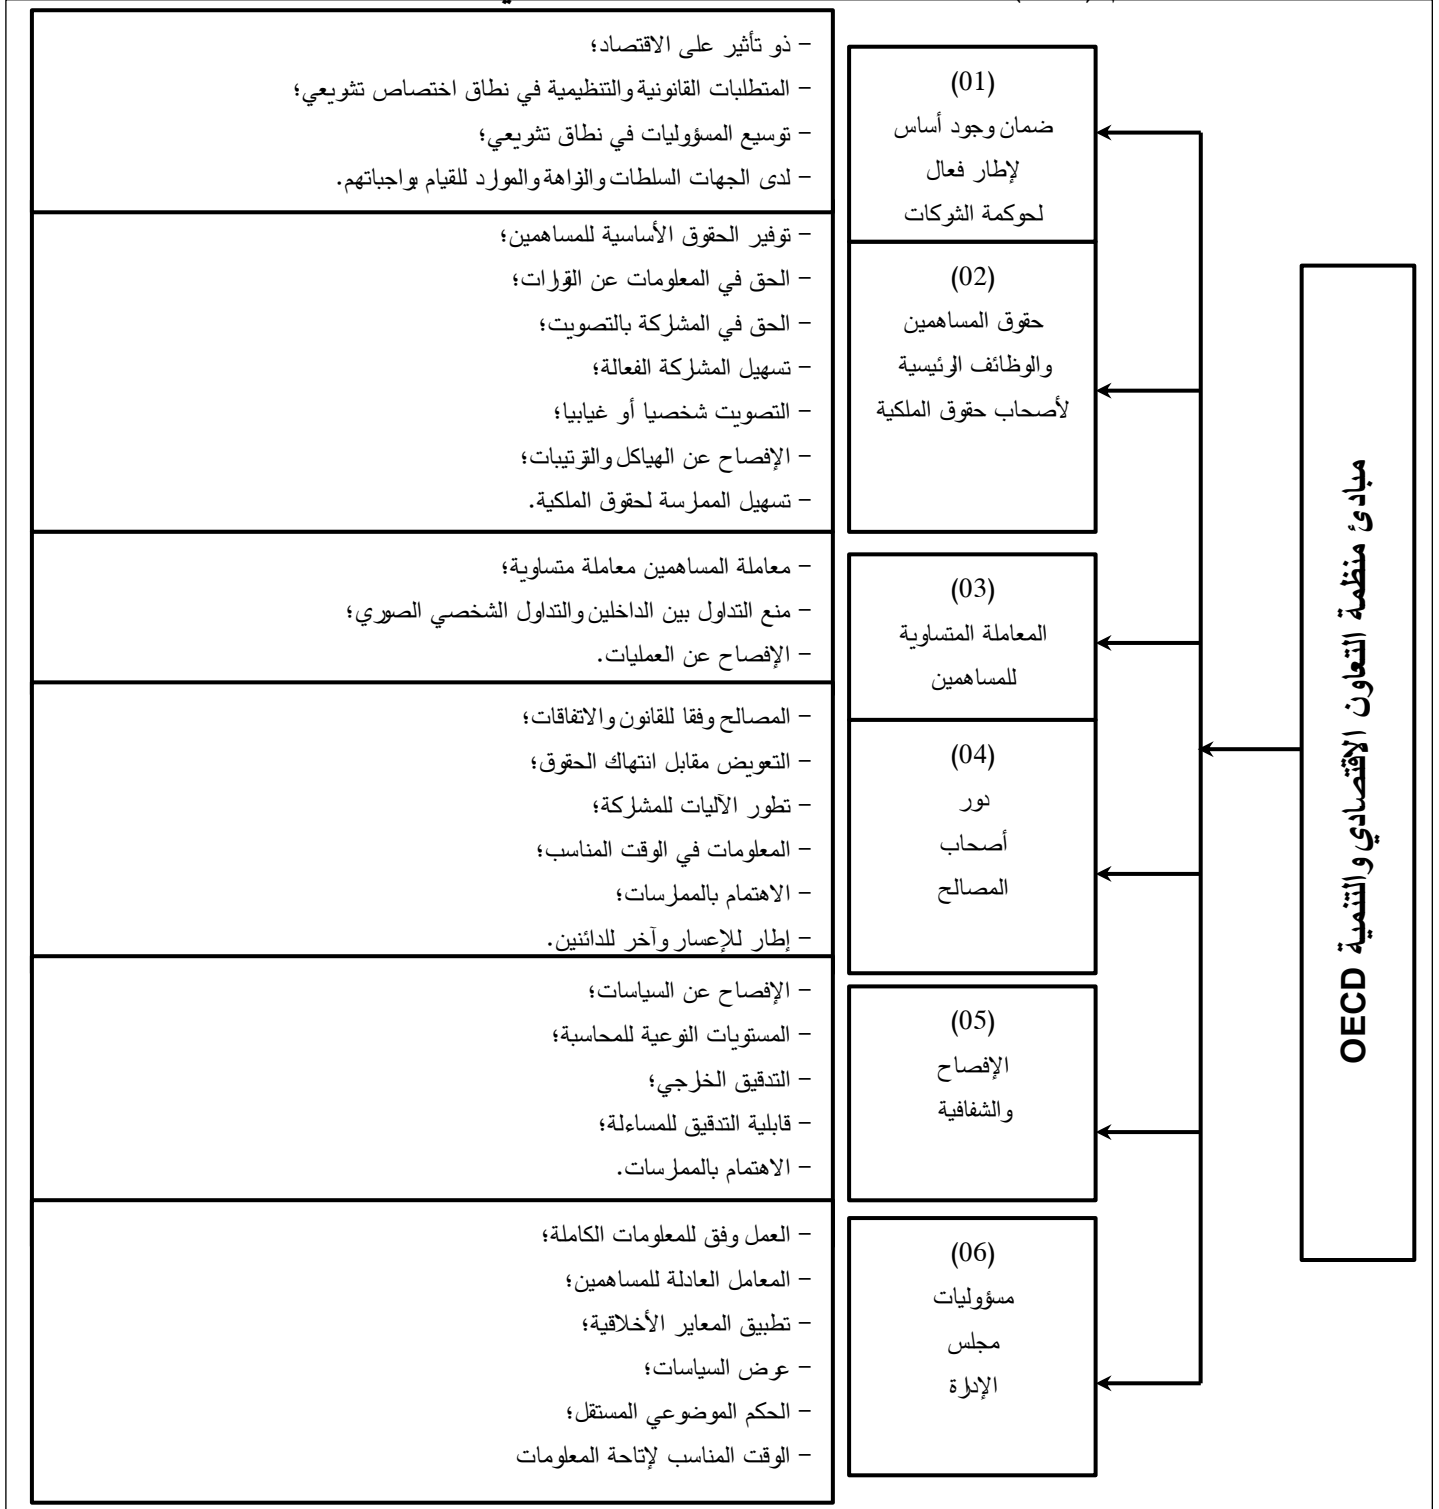 مبادئ منظمة التعاون الاقتصادي والتنمية OECD
(01)
ضمان وجود أساس
لإطار فعال
لحوكمة الشوكات
- ذو تأثير على الاقتصاد؛
- المتطلبات القانونية والتنظيمية في نطاق اختصاص تشويعي؛
- توسيع المسؤوليات في نطاق تشويعي؛
- لدى الجهات السلطات والزاهة والموارد للقيام بواجباتهم.
(02)
حقوق المساهمين
والوظائف الوئيسية
لأصحاب حقوق الملكية
- توفير الحقوق الأساسية للمساهمين؛
- الحق في المعلومات عن القوارات؛
- الحق في المشاركة بالتصويت؛
- تسهيل المشاركة الفعالة؛
- التصويت شخصيا أو غيابيا؛
- الإفصاح عن الهياكل والتوتيبات؛
- تسهيل الممارسة لحقوق الملكية.
(03)
المعاملة المتساوية
للمساهمين
- معاملة المساهمين معاملة متساوية؛
- منع التداول بين الداخلين والتداول الشخصي الصوري؛
- الإفصاح عن العمليات.
(04)
دور
أصحاب
المصالح
- المصالح وفقا للقانون والاتفاقات؛
- التعويض مقابل انتهاك الحقوق؛
- تطور الآليات للمشاركة؛
- المعلومات في الوقت المناسب؛
- الاهتمام بالممارسات؛
- إطار للإعسار وآخر للدائنين.
(05)
الإفصاح
والشفافية
- الإفصاح عن السياسات؛
- المستويات النوعية للمحاسبة؛
- التدقيق الخارجي؛
- قابلية التدقيق للمساءلة؛
- الاهتمام بالممارسات.
(06)
مسؤوليات
مجلس
الإدارة
- العمل وفق للمعلومات الكاملة؛
- المعامل العادلة للمساهمين؛
- تطبيق المعاير الأخلاقية؛
- عوض السياسات؛
- الحكم الموضوعي المستقل؛
- الوقت المناسب لإتاحة المعلومات